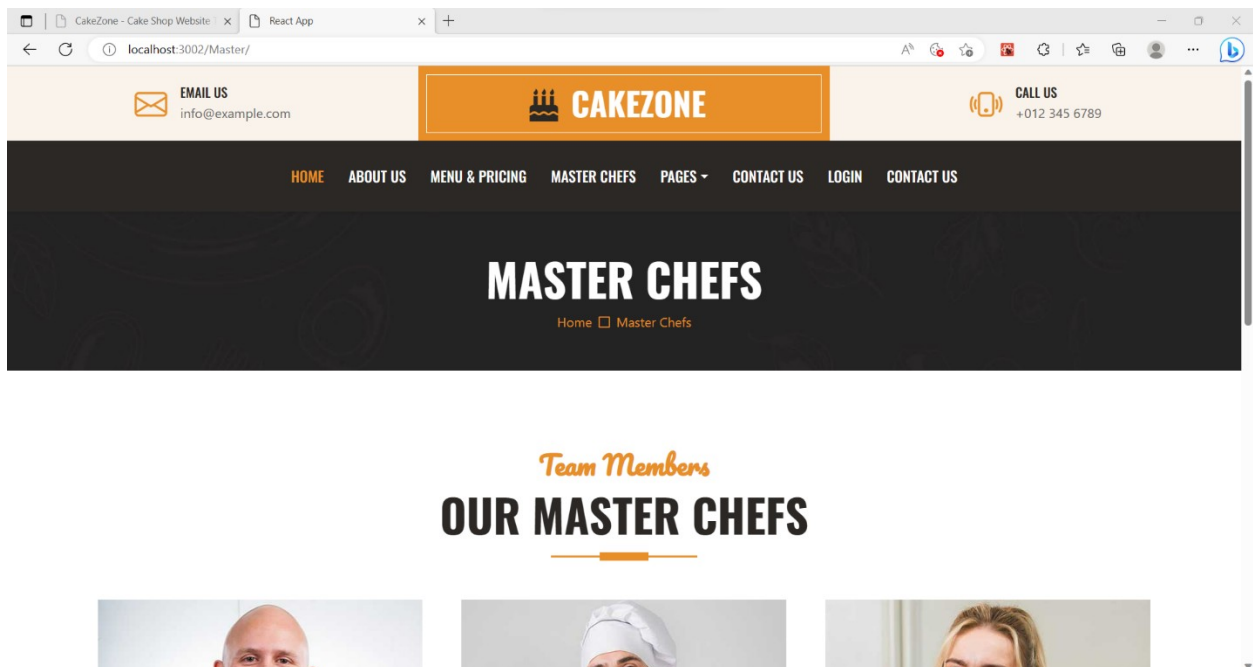 CakeZone - Cake Shop Website
React App
localhost:3002/Master/
EMAIL US
info@example.com
CAKEZONE
CALL US
+012 345 6789
HOME ABOUT US MENU & PRICING MASTER CHEFS PAGES CONTACT US LOGIN CONTACT US
MASTER CHEFS
Home Master Chefs
Team Members
OUR MASTER CHEFS